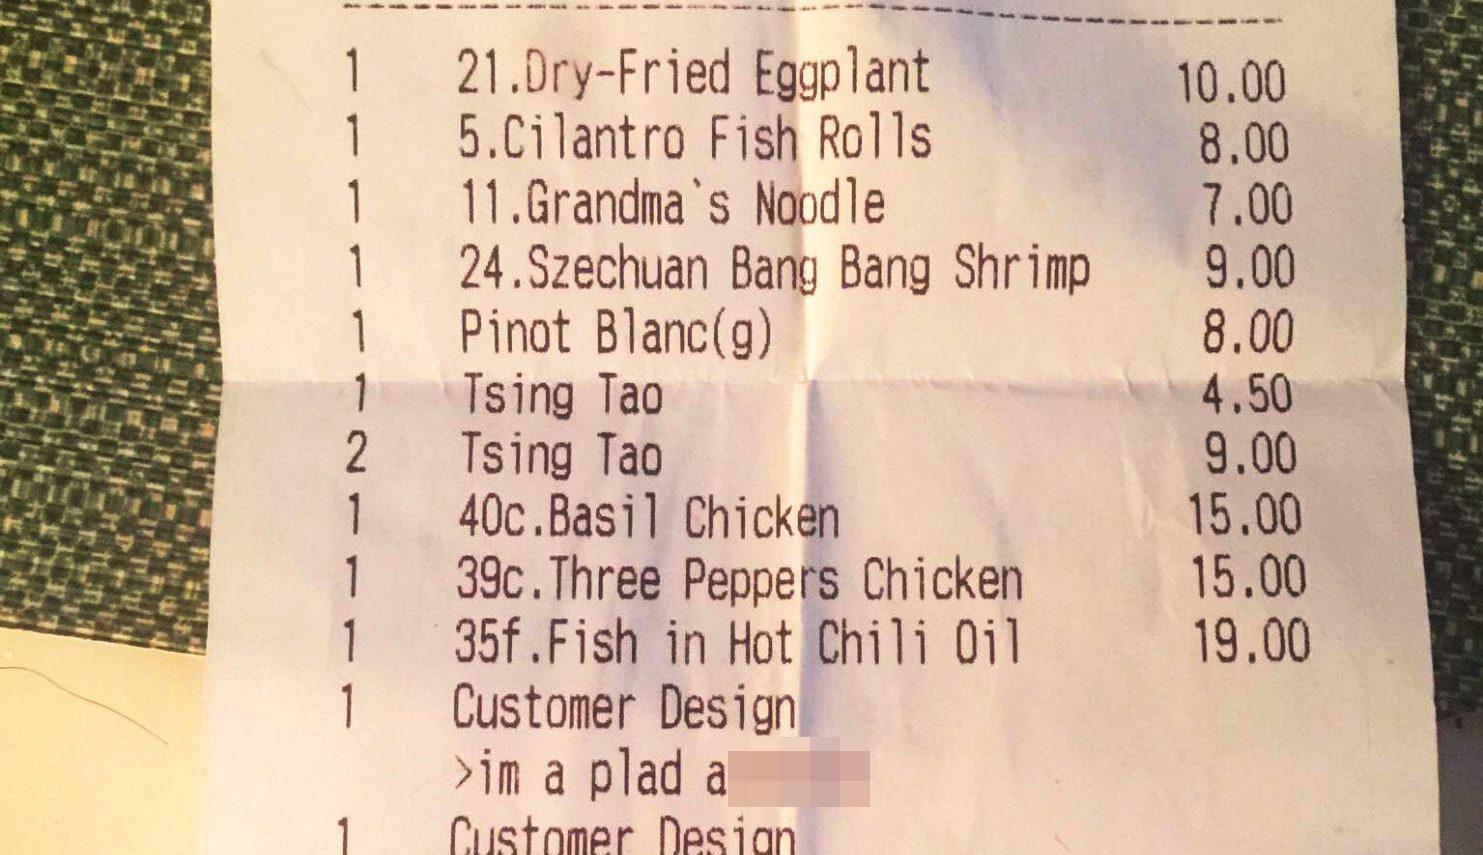 1 21.Dry-Fried Eggplant 10.00
1 5.Cilantro Fish Rolls 8.00
1 11.Grandma`s Noodle 7.00
1 24.Szechuan Bang Bang Shrimp 9.00
1 Pinot Blanc(g) 8.00
1 Tsing Tao 4.50
2 Tsing Tao 9.00
1 40c.Basil Chicken 15.00
1 39c.Three Peppers Chicken 15.00
1 35f.Fish in Hot Chili Oil 19.00
1 Customer Design
>im a plad
1 Customer Design